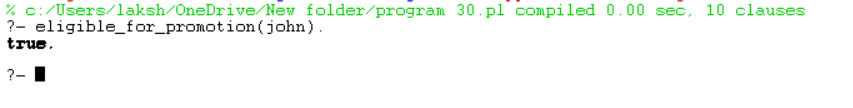 % c:/Users/laksh/OneDrive/New folder/program 30.pl compiled 0.00 sec, 10 clauses
?- eligible_for_promotion(john).
true.
?-